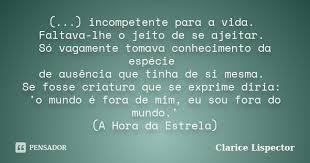 (...) incompetente para a vida.
Faltava-lhe o jeito de se ajeitar.
Só vagamente tomava conhecimento da
espécie
de ausência que tinha de si mesma.
Se fosse criatura que se exprime diria:
'o mundo é fora de mim, eu sou fora do
mundo.'
(A Hora da Estrela)
PENSADOR
Clarice Lispector